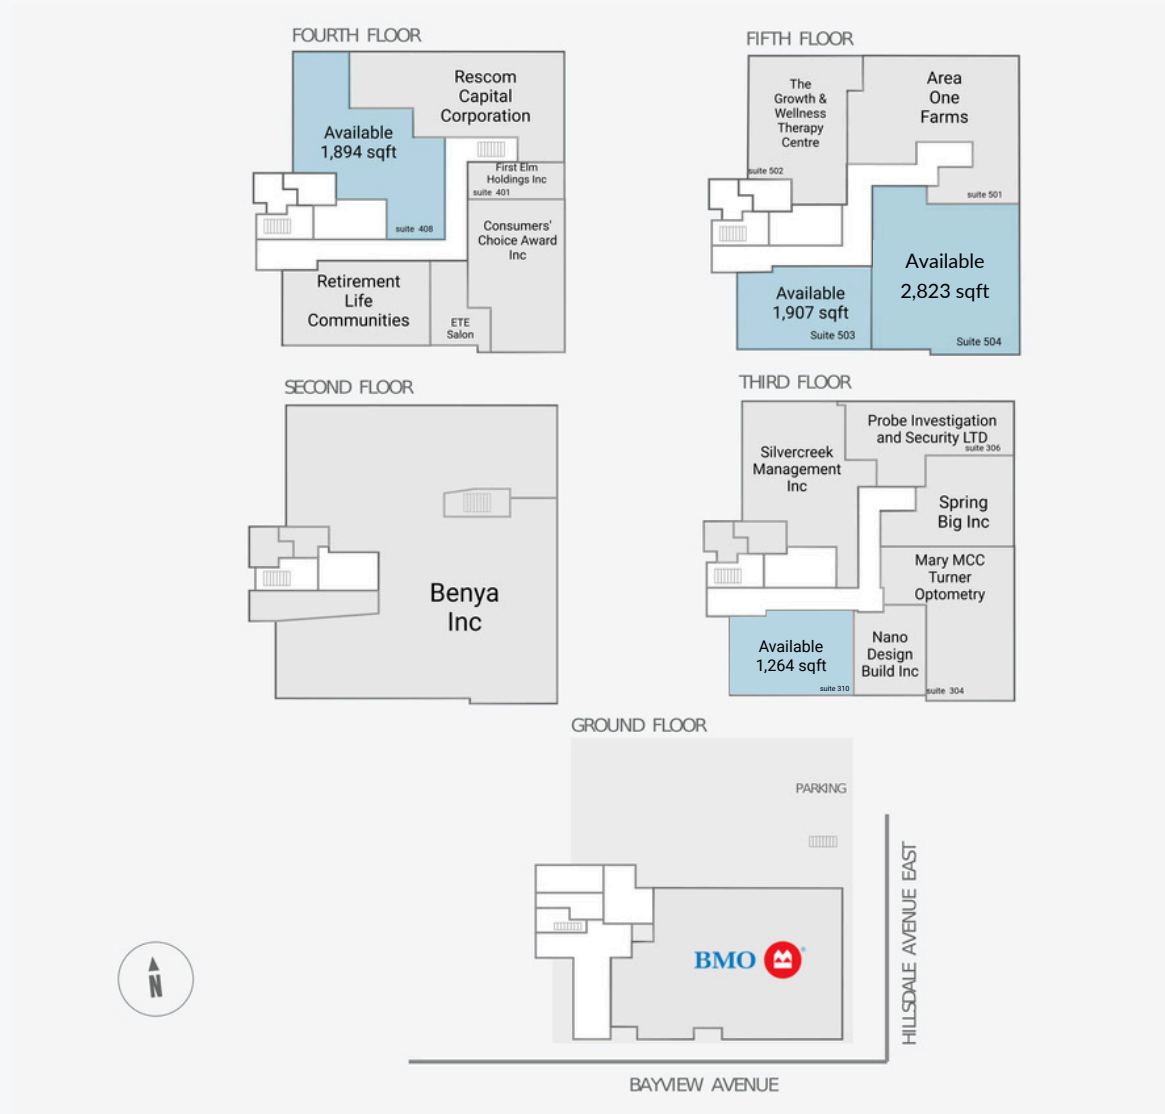 FOURTH FLOOR
Rescom
Capital
Corporation
Available
1,894 sqft
First Elm
Holdings Inc
suite 401
suite 408
Consumers'
Choice Award
Inc
Retirement
Life
Communities
ETE
Salon
FIFTH FLOOR
The
Growth &
Wellness
Therapy
Centre
suite 502
Area
One
Farms
suite 501
Available
2,823 sqft
Suite 504
Available
1,907 sqft
Suite 503
SECOND FLOOR
Benya
Inc
THIRD FLOOR
Probe Investigation
and Security LTD
suite 306
Silvercreek
Management
Inc
Spring
Big Inc
Mary MCC
Turner
Optometry
suite 304
Nano
Design
Build Inc
Available
1,264 sqft
suite 310
GROUND FLOOR
PARKING
BMO ®
HILLSDALE AVENUE EAST
N
BAYVIEW AVENUE